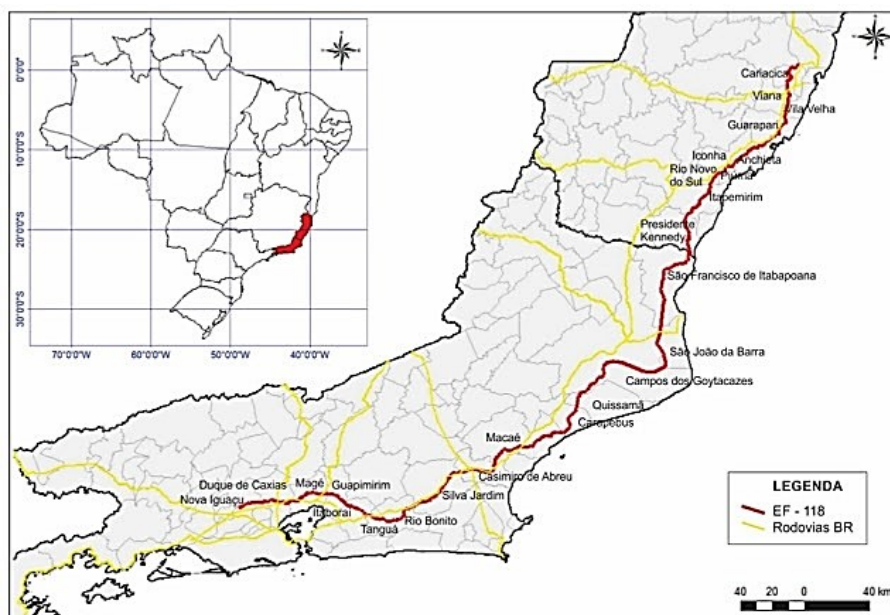 0°0'0"
10°0'0"S
20°0'0"S
30°0'0"S
70°0'0"W
60°0'0"W
50°0'0"W
40°0'0"W
Cariacica
Viana
Vila Velha
Guarapari
Iconha
Anchieta
Rio Novo
do Sul
Piúma
Itapemirim
Presidente
Kennedy
São Francisco de Itabapoana
São João da Barra
Campos dos Goytacazes
Quissamã
Carapebus
Macaé
Casimiro de Abreu
Silva Jardim
Duque de Caxias
Magé
Guapimirim
Nova Iguaçu
Itaboraí
Rio Bonito
Tanguá
LEGENDA
EF - 118
Rodovias BR
40 20 0 40 km